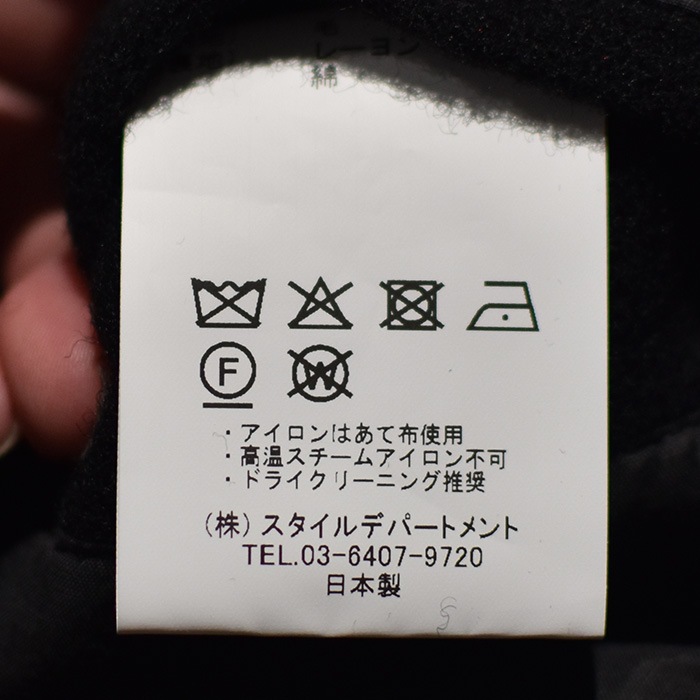 レーヨン
綿
F
W
・アイロンはあて布使用
・高温スチームアイロン不可
・ドライクリーニング推奨
(株)スタイルデパートメント
TEL.03-6407-9720
日本製